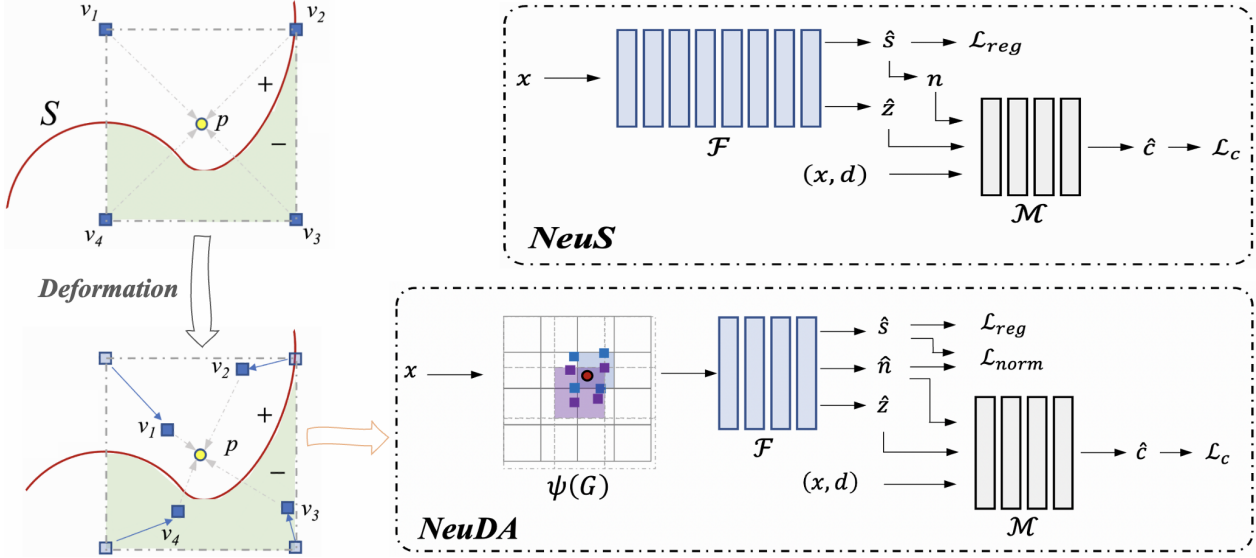 v1
v2
S
+
p
−
v4
v3
Deformation
v2
+
v1
p
−
v4
v3
x
ŝ
ℒreg
n
ẑ
ℱ
(x, d)
ĉ
ℒc
ℳ
NeuS
x
ŝ
ℒreg
n̂
ℒnorm
ẑ
ℱ
ψ(G)
(x, d)
ĉ
ℒc
ℳ
NeuDA